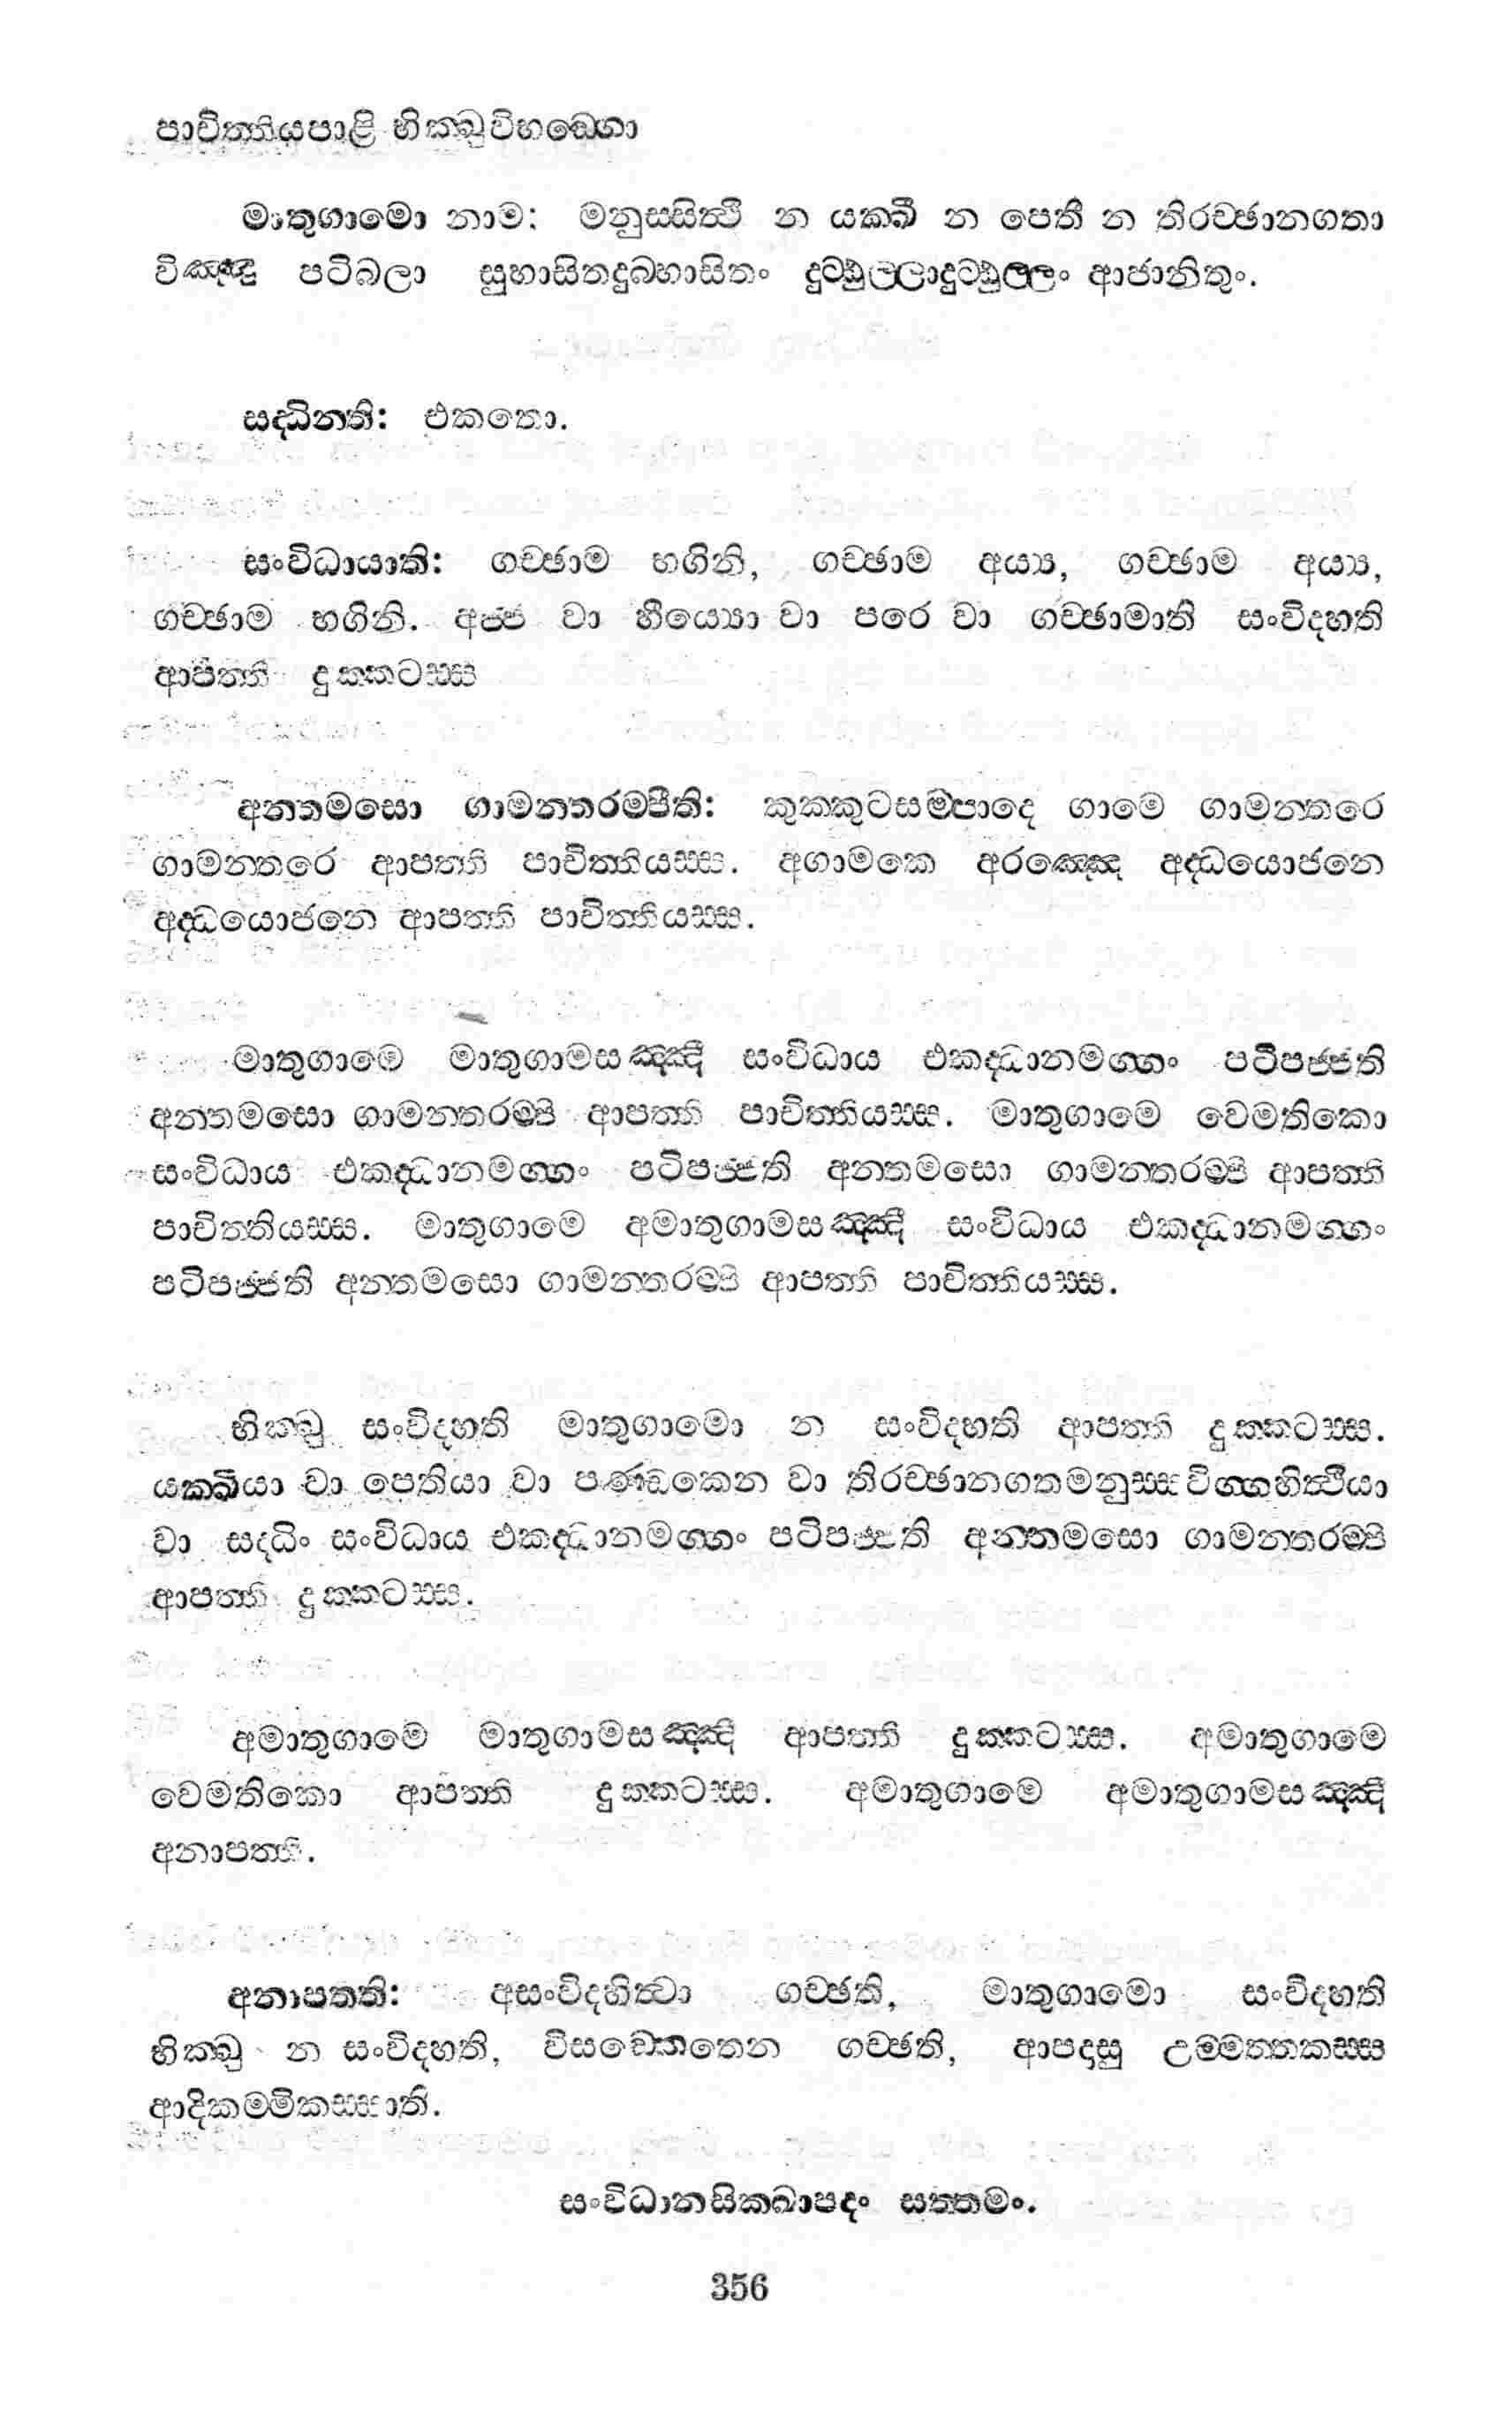 පාචිත්තියපාළි භික්ඛුවිභඞ්ගො
මාතුගාමො නාම: මනුස්සිත්ථි න යක්ඛී න පෙතී න තිරච්ඡානගතා
විඤ්ඤූ පටිබලා සුභාසිතදුබ්භාසිතං දුට්ඨුල්ලාදුට්ඨුල්ලං ආජානිතුං.
සද්ධින්ති: එකතො.
සංවිධායාති: ගච්ඡාම භගිනි, ගච්ඡාම අය්‍ය, ගච්ඡාම අය්‍ය,
ගච්ඡාම භගිනි. අජ්ජ වා හීය්‍යො වා පරෙ වා ගච්ඡාමාති සංවිදහති
ආපත්ති දුක්කටස්ස
අන්තමසො ගාමන්තරම්පීති: කුක්කුටසම්පාදෙ ගාමෙ ගාමන්තරෙ
ගාමන්තරෙ ආපත්ති පාචිත්තියස්ස. අගාමකෙ අරඤ්ඤෙ අද්ධයොජනෙ
අද්ධයොජනෙ ආපත්ති පාචිත්තියස්ස.
මාතුගාමෙ මාතුගාමසඤ්ඤී සංවිධාය එකද්ධානමග්ගං පටිපජ්ජති
අන්තමසො ගාමන්තරම්පි ආපත්ති පාචිත්තියස්ස. මාතුගාමෙ වෙමතිකො
සංවිධාය එකද්ධානමග්ගං පටිපජ්ජති අන්තමසො ගාමන්තරම්පි ආපත්ති
පාචිත්තියස්ස. මාතුගාමෙ අමාතුගාමසඤ්ඤී සංවිධාය එකද්ධානමග්ගං
පටිපජ්ජති අන්තමසො ගාමන්තරම්පි ආපත්ති පාචිත්තියස්ස.
භික්ඛු සංවිදහති මාතුගාමො න සංවිදහති ආපත්ති දුක්කටස්ස.
යක්ඛියා වා පෙතියා වා පණ්ඩකෙන වා තිරච්ඡානගතමනුස්සවිග්ගහිත්ථියා
වා සද්ධිං සංවිධාය එකද්ධානමග්ගං පටිපජ්ජති අන්තමසො ගාමන්තරම්පි
ආපත්ති දුක්කටස්ස.
අමාතුගාමෙ මාතුගාමසඤ්ඤී ආපත්ති දුක්කටස්ස. අමාතුගාමෙ
වෙමතිකො ආපත්ති දුක්කටස්ස. අමාතුගාමෙ අමාතුගාමසඤ්ඤී
අනාපත්ති.
අනාපත්ති: අසංවිදහිත්වා ගච්ඡති, මාතුගාමො සංවිදහති
භික්ඛු න සංවිදහති, විසඞ්කෙතෙන ගච්ඡති, ආපදාසු උම්මත්තකස්ස
ආදිකම්මිකස්සාති.
සංවිධානසික්ඛාපදං සත්තමං.
356